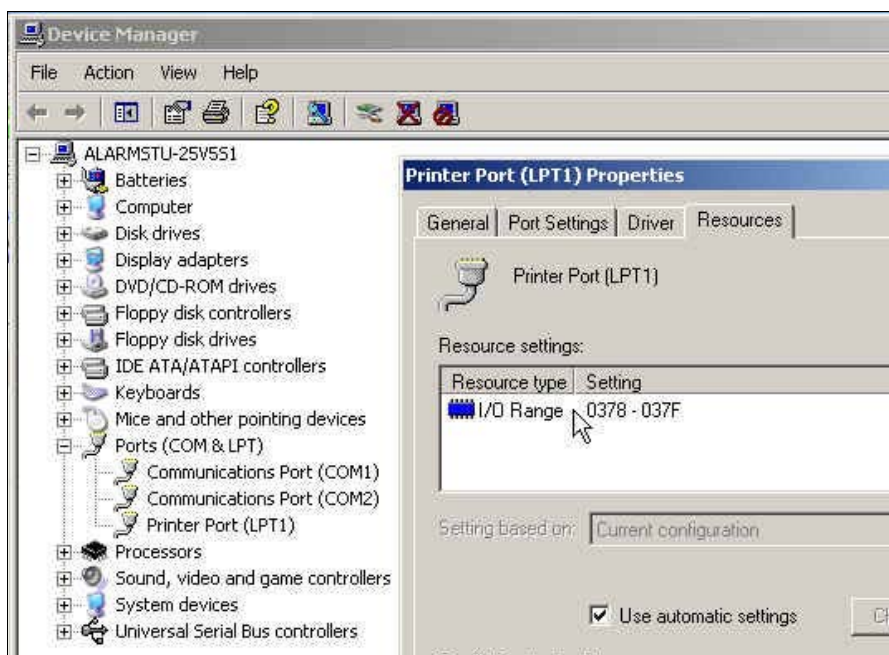 Device Manager
File Action View Help
ALARMSTU-25V5S1
Batteries
Computer
Disk drives
Display adapters
DVD/CD-ROM drives
Floppy disk controllers
Floppy disk drives
IDE ATA/ATAPI controllers
Keyboards
Mice and other pointing devices
Ports (COM & LPT)
Communications Port (COM1)
Communications Port (COM2)
Printer Port (LPT1)
Processors
Sound, video and game controllers
System devices
Universal Serial Bus controllers
Printer Port (LPT1) Properties
General Port Settings Driver Resources
Printer Port (LPT1)
Resource settings:
Resource type Setting
I/O Range 0378 - 037F
Setting based on: Current configuration
Use automatic settings